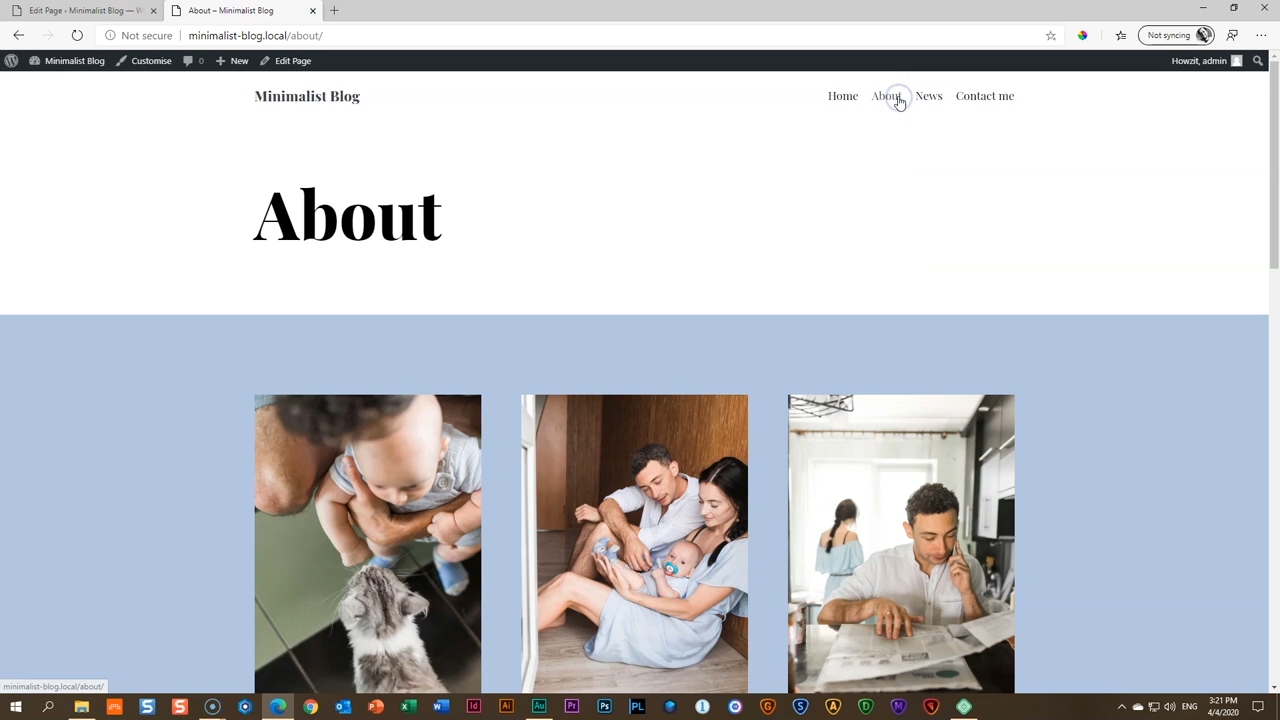 Edit Page ‹ Minimalist Blog — W
About – Minimalist Blog
Not secure
minimalist-blog.local/about/
Not syncing
Minimalist Blog
Customise
0
New
Edit Page
Howzit, admin
Minimalist Blog
Home
About
News
Contact me
About
minimalist-blog.local/about/
ENG
3:21 PM
4/4/2020